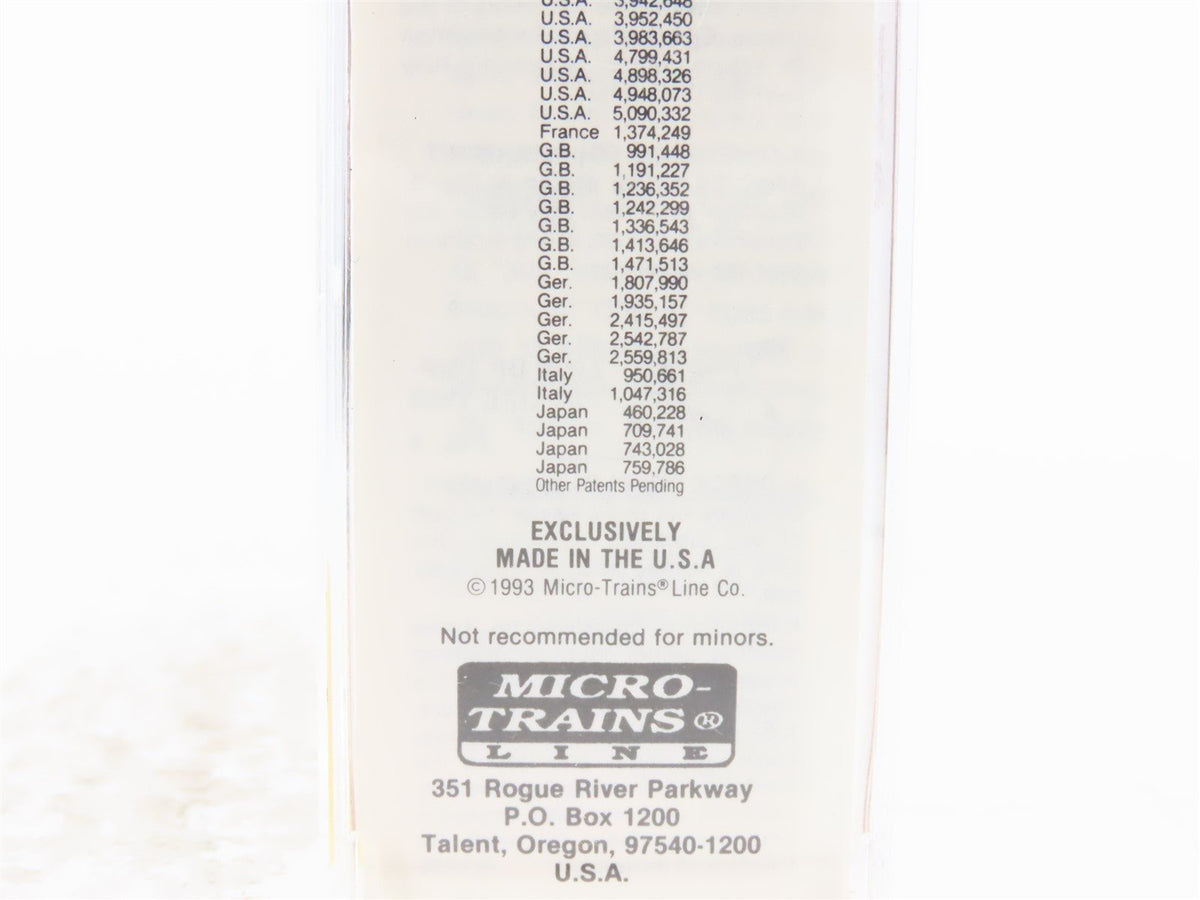 U.S.A. 3,942,648
U.S.A. 3,952,450
U.S.A. 3,983,663
U.S.A. 4,799,431
U.S.A. 4,898,326
U.S.A. 4,948,073
U.S.A. 5,090,332
France 1,374,249
G.B. 991,448
G.B. 1,191,227
G.B. 1,236,352
G.B. 1,242,299
G.B. 1,336,543
G.B. 1,413,646
G.B. 1,471,513
Ger. 1,807,990
Ger. 1,935,157
Ger. 2,415,497
Ger. 2,542,787
Ger. 2,559,813
Italy 950,661
Italy 1,047,316
Japan 460,228
Japan 709,741
Japan 743,028
Japan 759,786
Other Patents Pending
EXCLUSIVELY
MADE IN THE U.S.A
© 1993 Micro-Trains® Line Co.
Not recommended for minors.
MICRO-
TRAINS ®
LINE
351 Rogue River Parkway
P.O. Box 1200
Talent, Oregon, 97540-1200
U.S.A.